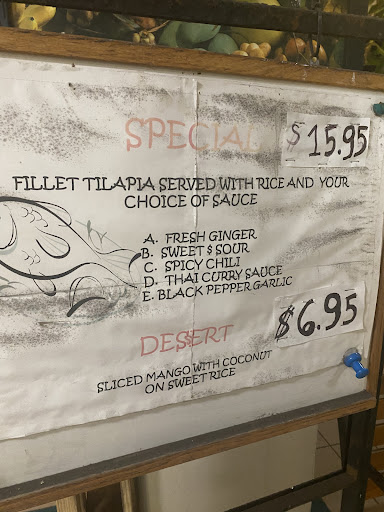 SPECIAL $15.95
FILLET TILAPIA SERVED WITH RICE AND YOUR
CHOICE OF SAUCE
A. FRESH GINGER
B. SWEET $ SOUR
C. SPICY CHILI
D. THAI CURRY SAUCE
E. BLACK PEPPER GARLIC
DESERT $6.95
SLICED MANGO WITH COCONUT
ON SWEET RICE